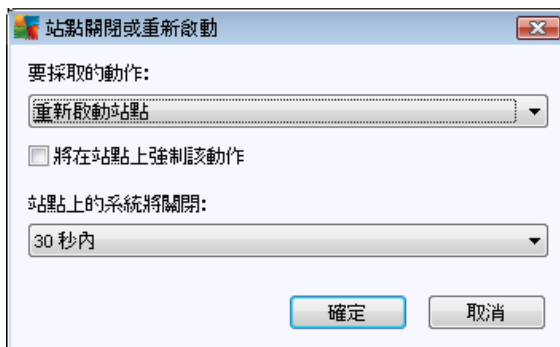 站點關閉或重新啟動
要採取的動作:
重新啟動站點
將在站點上強制該動作
站點上的系統將關閉:
30 秒內
確定
取消